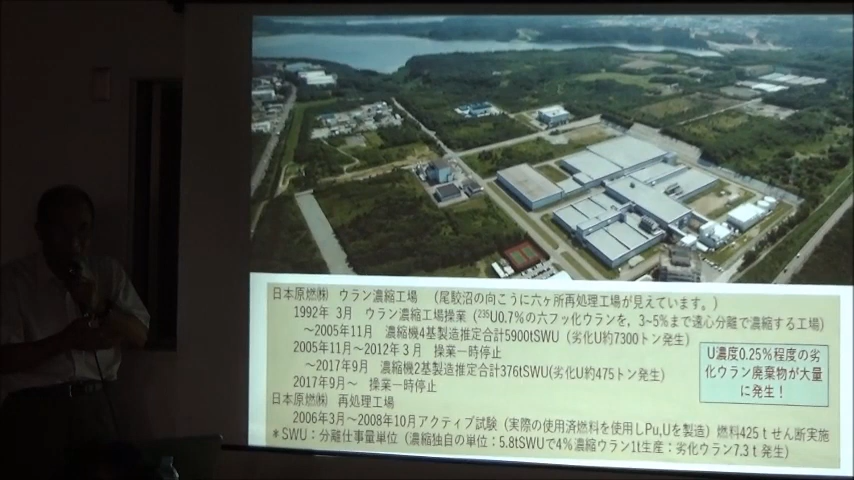 日本原燃㈱ ウラン濃縮工場 （尾駮沼の向こうに六ヶ所再処理工場が見えています。）
1992年 3月 ウラン濃縮工場操業（²³⁵U0.7%の六フッ化ウランを，3~5%まで遠心分離で濃縮する工場）
～2005年11月 濃縮機4基製造推定合計5900tSWU（劣化U約7300トン発生）
2005年11月～2012年３月 操業一時停止
～2017年9月 濃縮機2基製造推定合計376tSWU(劣化U約475トン発生）
2017年9月～ 操業一時停止
U濃度0.25%程度の劣
化ウラン廃棄物が大量
に発生！
日本原燃㈱ 再処理工場
2006年3月～2008年10月アクティブ試験（実際の使用済燃料を使用しPu,Uを製造）燃料425ｔせん断実施
＊SWU：分離仕事量単位（濃縮独自の単位：5.8tSWUで4%濃縮ウラン1t生産：劣化ウラン7.3ｔ発生）